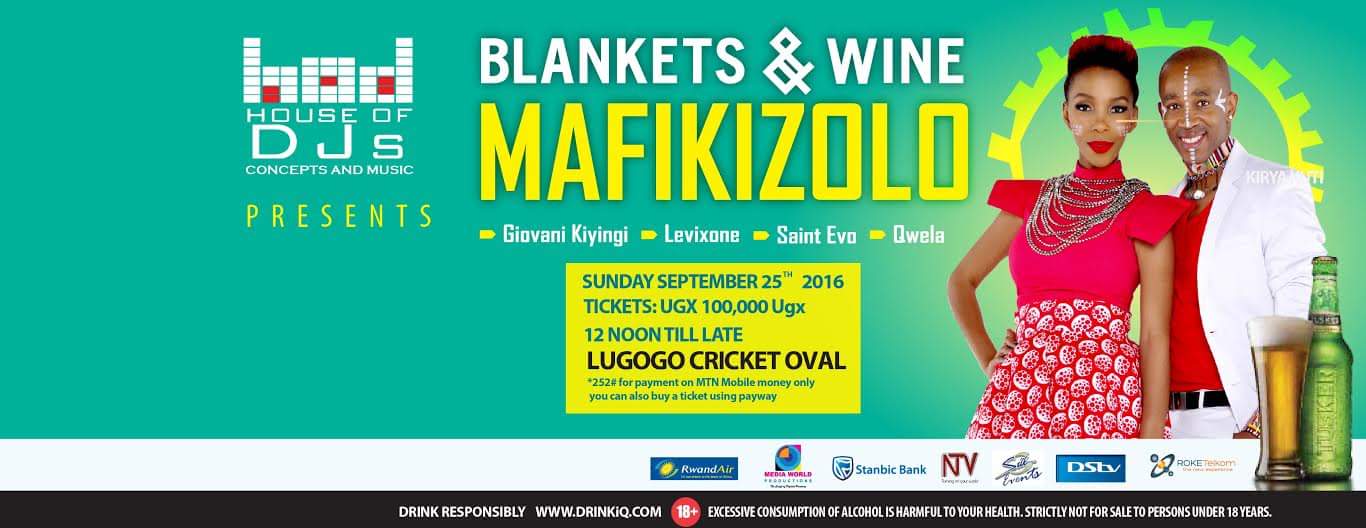 HOUSE OF
DJs
CONCEPTS AND MUSIC
PRESENTS
BLANKETS & WINE
MAFIKIZOLO
Giovani Kiyingi Levixone Saint Evo Qwela
SUNDAY SEPTEMBER 25TH 2016
TICKETS: UGX 100,000 Ugx
12 NOON TILL LATE
LUGOGO CRICKET OVAL
*252# for payment on MTN Mobile money only
you can also buy a ticket using payway
TUSKER
RwandAir
MEDIA WORLD
PRODUCTIONS
Stanbic Bank
NTV
Events
DStv
ROKETelkom
DRINK RESPONSIBLY WWW.DRINKiQ.COM 18+ EXCESSIVE CONSUMPTION OF ALCOHOL IS HARMFUL TO YOUR HEALTH. STRICTLY NOT FOR SALE TO PERSONS UNDER 18 YEARS.